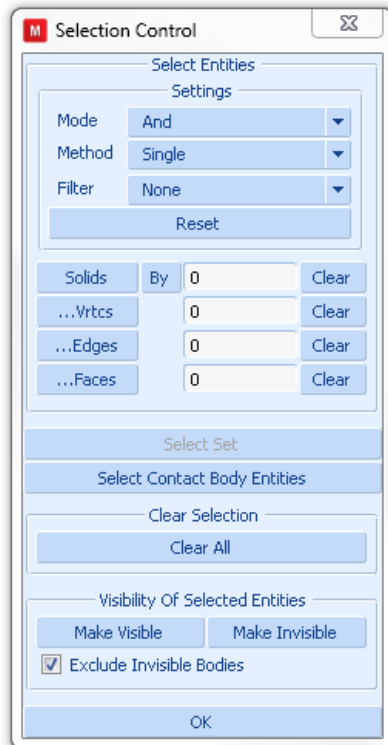 M Selection Control
Select Entities
Settings
Mode And
Method Single
Filter None
Reset
Solids By 0 Clear
...Vrtcs 0 Clear
...Edges 0 Clear
...Faces 0 Clear
Select Set
Select Contact Body Entities
Clear Selection
Clear All
Visibility Of Selected Entities
Make Visible Make Invisible
Exclude Invisible Bodies
OK